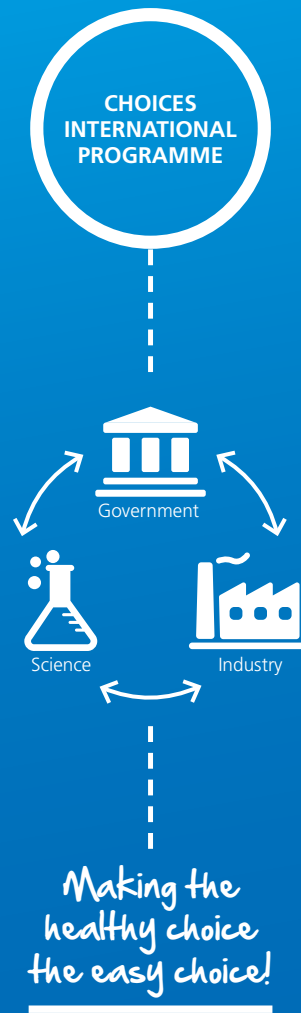 CHOICES
INTERNATIONAL
PROGRAMME
Government
Science
Industry
Making the
healthy choice
the easy choice!